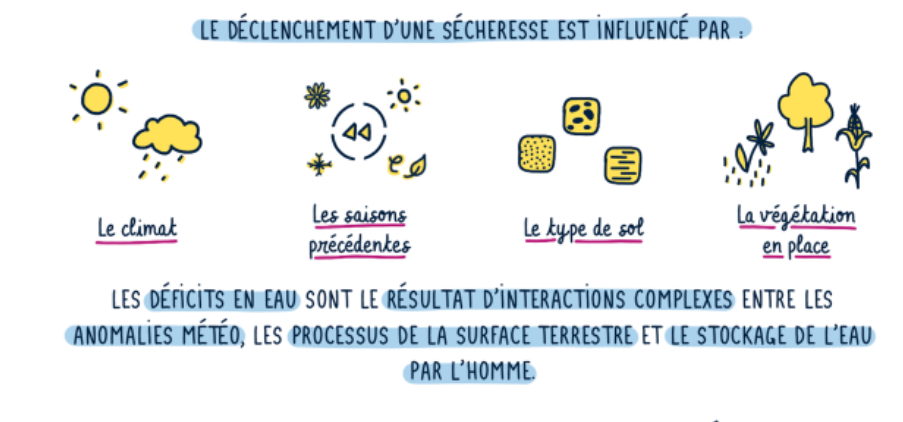 LE DÉCLENCHEMENT D'UNE SÉCHERESSE EST INFLUENCÉ PAR :
Le climat
Les saisons
précédentes
Le type de sol
La végétation
en place
LES DÉFICITS EN EAU SONT LE RÉSULTAT D'INTERACTIONS COMPLEXES ENTRE LES
ANOMALIES MÉTÉO, LES PROCESSUS DE LA SURFACE TERRESTRE ET LE STOCKAGE DE L'EAU
PAR L'HOMME.